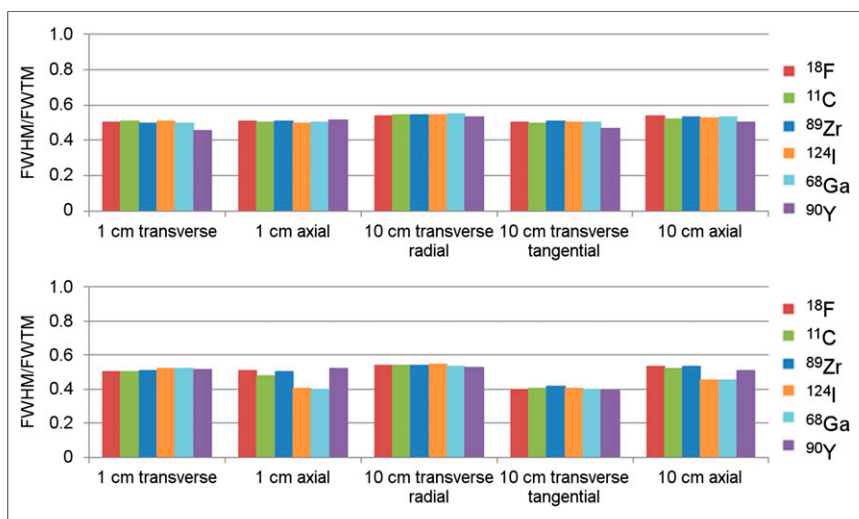 FWHM/FWTM
1.0
0.8
0.6
0.4
0.2
0
1 cm transverse
1 cm axial
10 cm transverse
radial
10 cm transverse
tangential
10 cm axial
¹⁸F
¹¹C
⁸⁹Zr
¹²⁴I
⁶⁸Ga
⁹⁰Y
FWHM/FWTM
1.0
0.8
0.6
0.4
0.2
0
1 cm transverse
1 cm axial
10 cm transverse
radial
10 cm transverse
tangential
10 cm axial
¹⁸F
¹¹C
⁸⁹Zr
¹²⁴I
⁶⁸Ga
⁹⁰Y